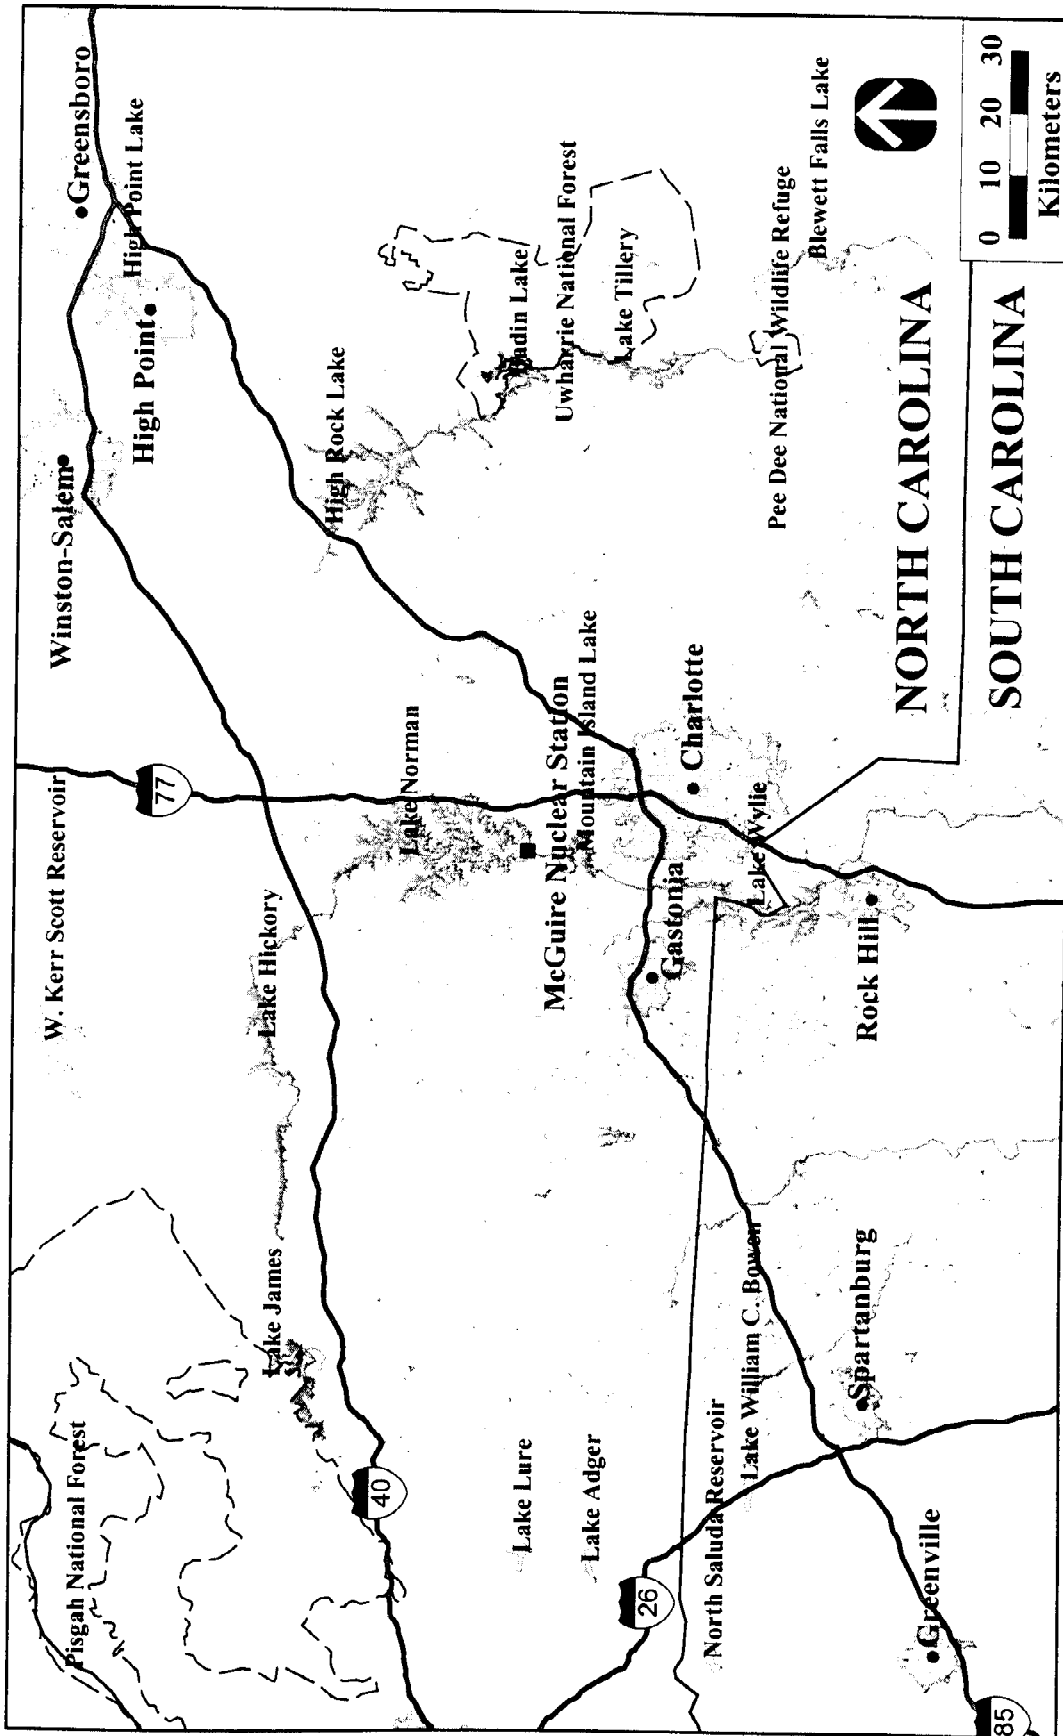 Pisgah National Forest
W. Kerr Scott Reservoir
77
Winston-Salem
Greensboro
High Point Lake
High Point
Lake James
Lake Hickory
High Rock Lake
40
Lake Norman
Badin Lake
Lake Lure
McGuire Nuclear Station
Uwharrie National Forest
Lake Adger
Mountain Island Lake
Lake Tillery
26
Gastonia
Charlotte
North Saluda Reservoir
Lake William C. Bowen
Lake Wylie
Pee Dee National Wildlife Refuge
Blewett Falls Lake
Spartanburg
Rock Hill
NORTH CAROLINA
Greenville
85
SOUTH CAROLINA
0 10 20 30
Kilometers